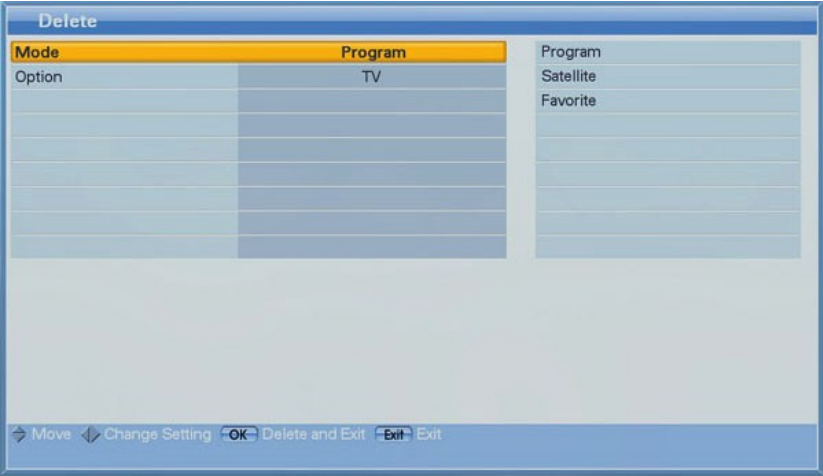 Delete
Mode Program
Option TV
Program
Satellite
Favorite
Move Change Setting OK Delete and Exit Exit Exit